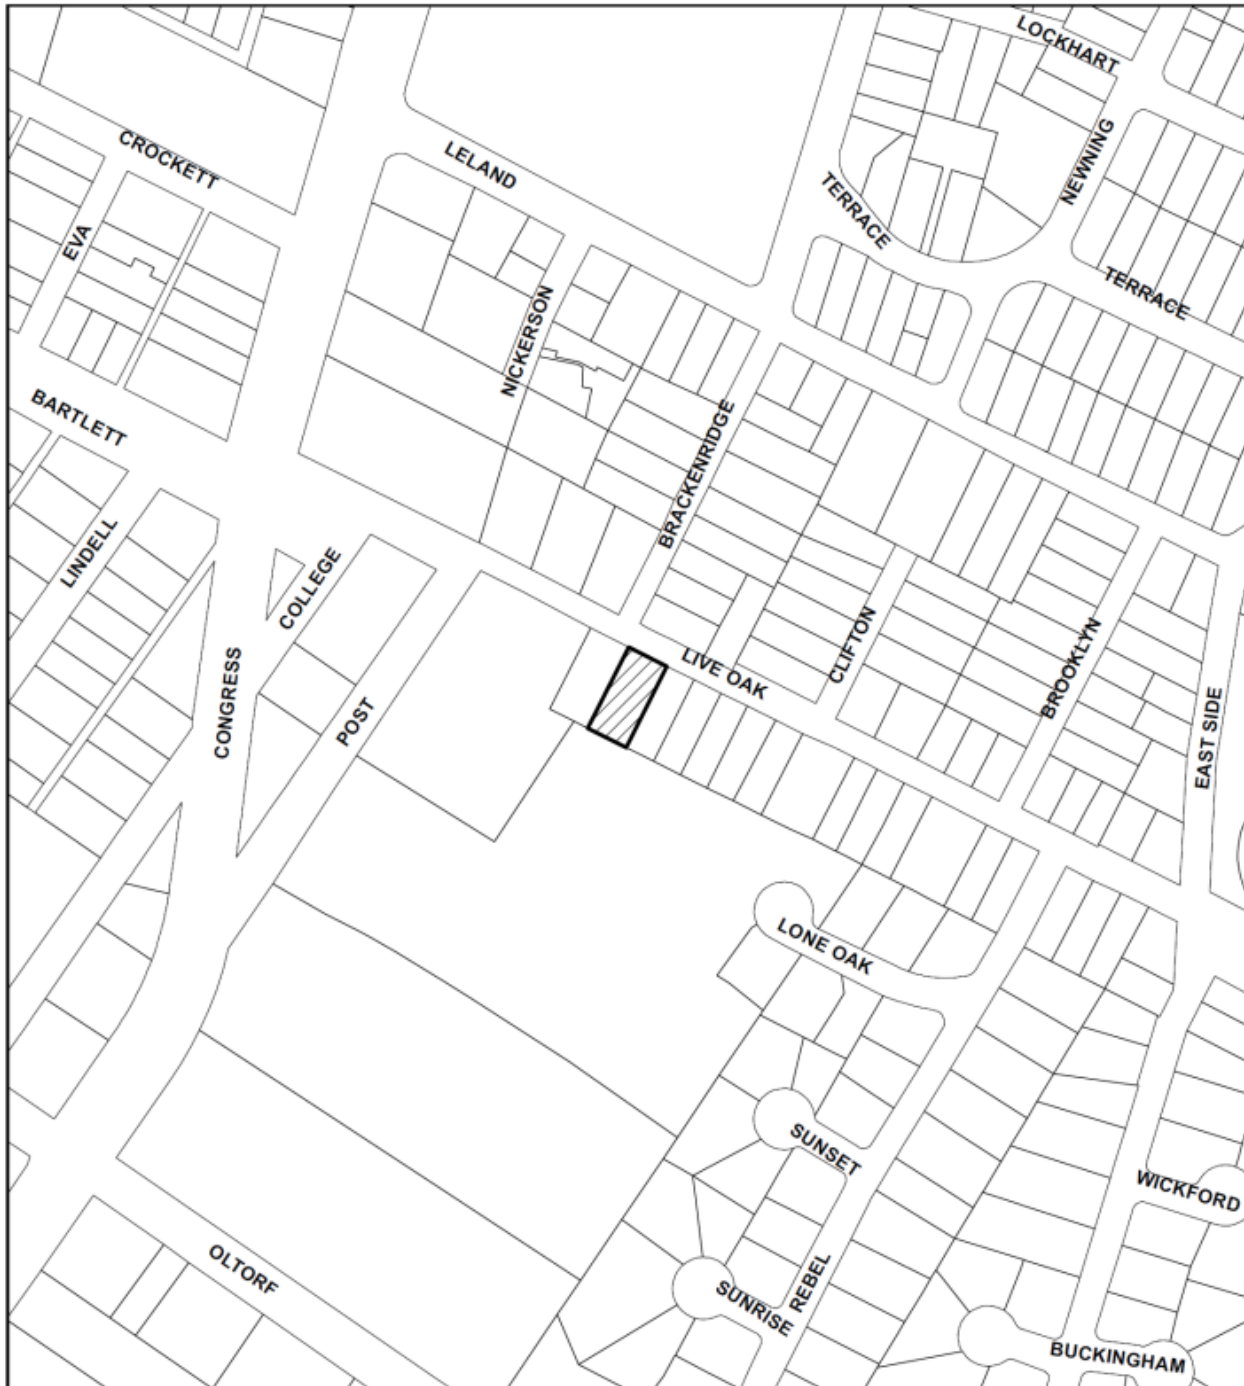 LOCKHART
CROCKETT
LELAND
NEWNING
TERRACE
EVA
TERRACE
NICKERSON
BARTLETT
BRACKENRIDGE
LINDELL
COLLEGE
CLIFTON
LIVE OAK
BROOKLYN
CONGRESS
POST
EAST SIDE
LONE OAK
SUNSET
WICKFORD
OLTORF
REBEL
SUNRISE
BUCKINGHAM